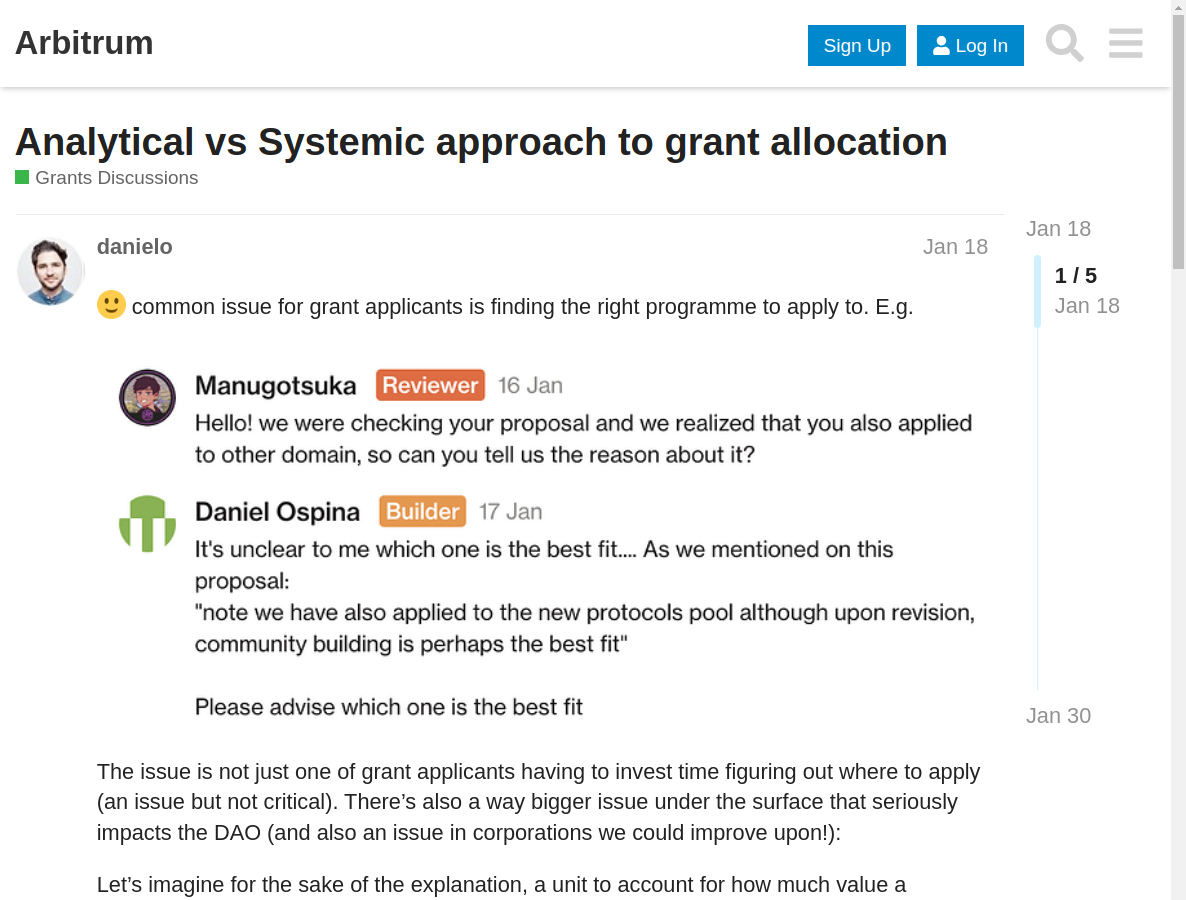 Arbitrum
Sign Up
Log In
Analytical vs Systemic approach to grant allocation
Grants Discussions
danielo
Jan 18
common issue for grant applicants is finding the right programme to apply to. E.g.
Manugotsuka Reviewer 16 Jan
Hello! we were checking your proposal and we realized that you also applied
to other domain, so can you tell us the reason about it?
Daniel Ospina Builder 17 Jan
It's unclear to me which one is the best fit.... As we mentioned on this
proposal:
"note we have also applied to the new protocols pool although upon revision,
community building is perhaps the best fit"
Please advise which one is the best fit
The issue is not just one of grant applicants having to invest time figuring out where to apply
(an issue but not critical). There’s also a way bigger issue under the surface that seriously
impacts the DAO (and also an issue in corporations we could improve upon!):
Let’s imagine for the sake of the explanation, a unit to account for how much value a
Jan 18
1 / 5
Jan 18
Jan 30